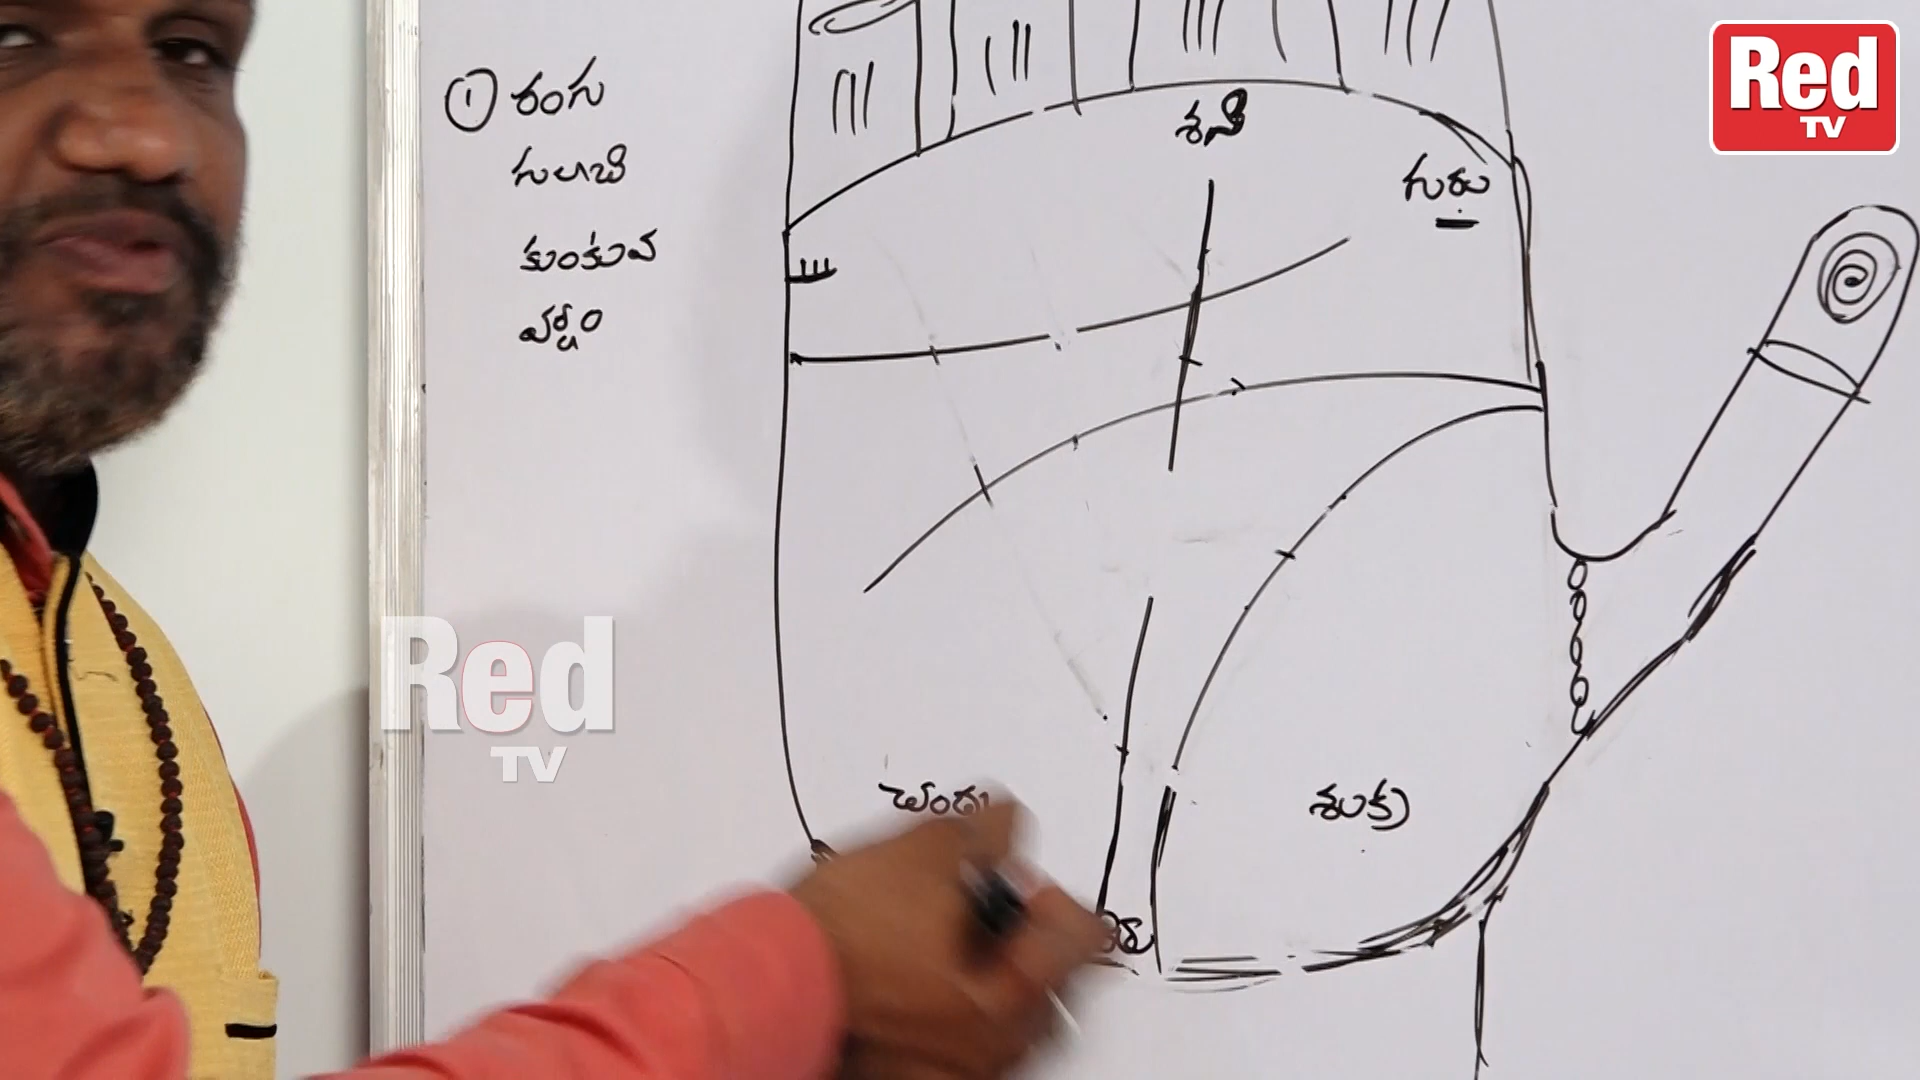 ① రంగు
గులాబి
కుంకువ
వర్ణం
శని
గురు
చంద్ర
శుక్ర
Red
TV
Red
TV